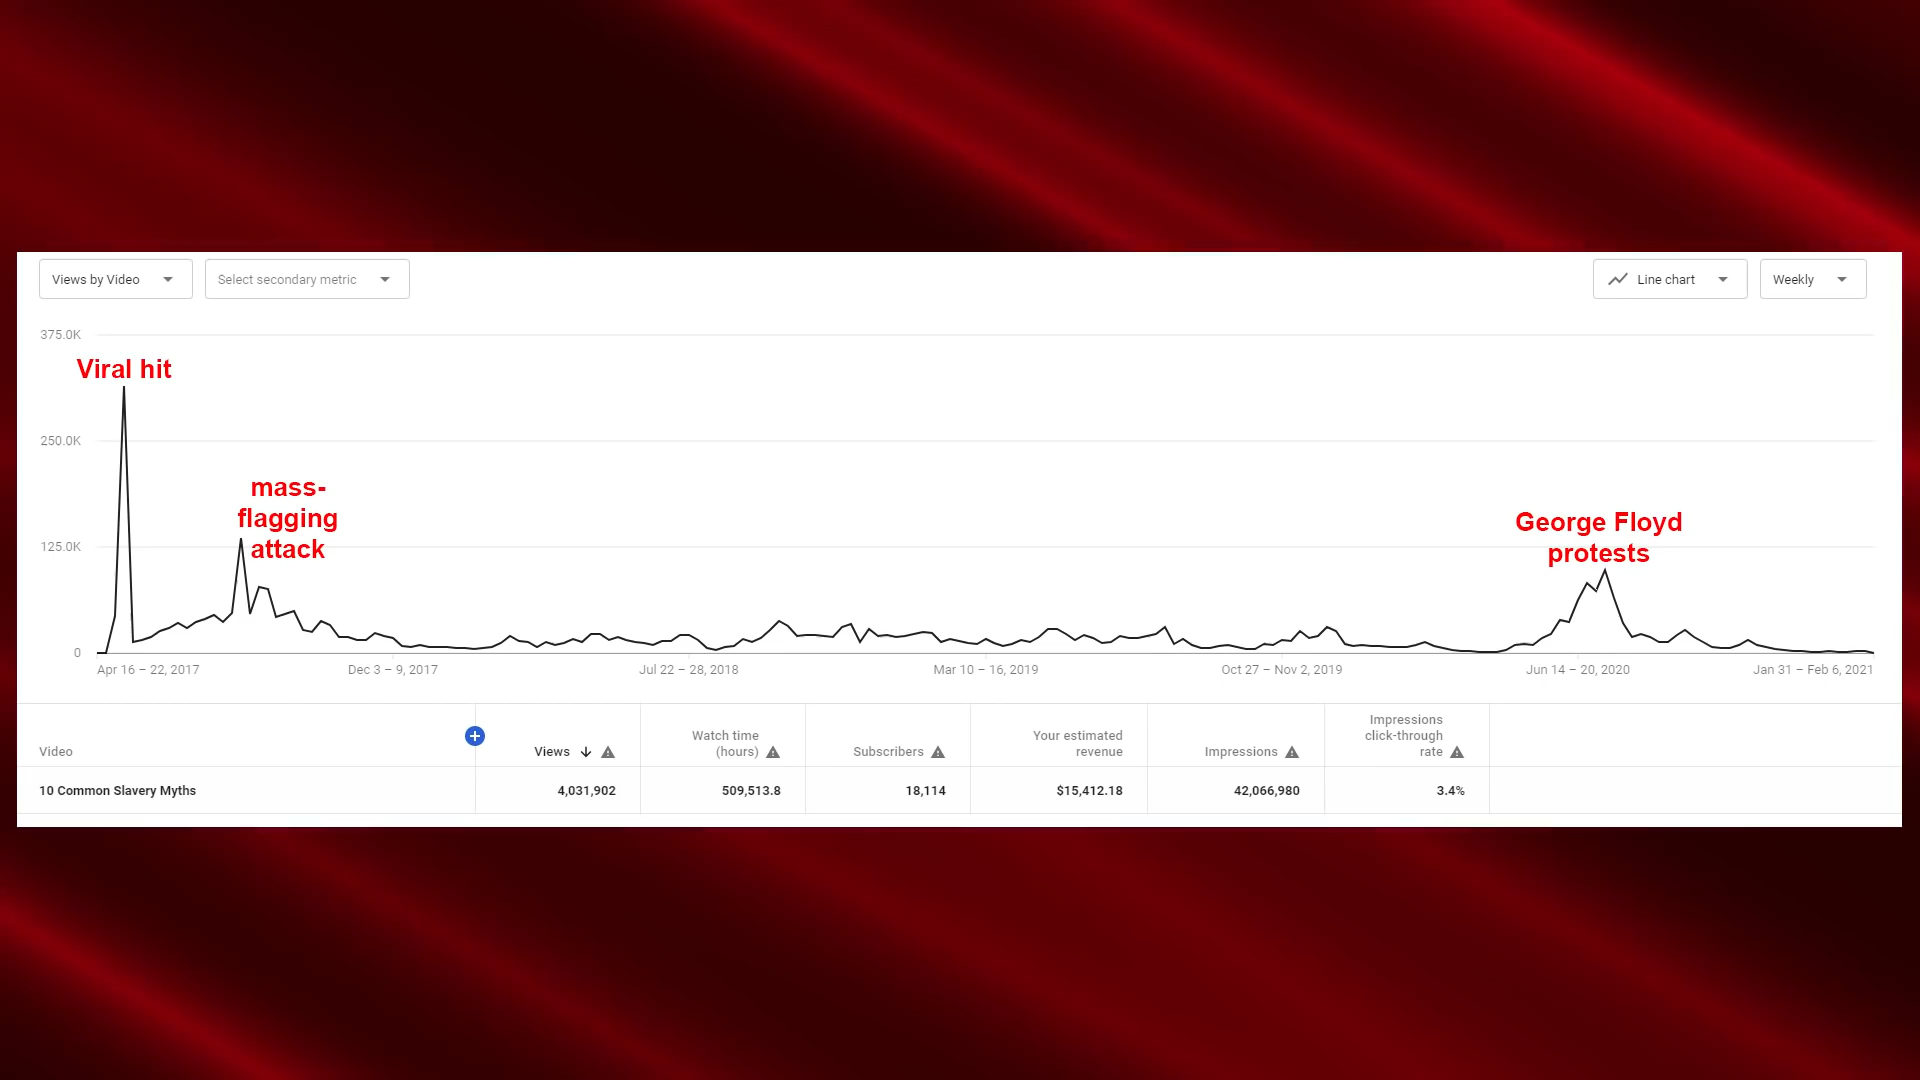 Views by Video
Select secondary metric
Line chart
Weekly
375.0K
Viral hit
250.0K
mass-
flagging
attack
George Floyd
protests
125.0K
0
Apr 16 – 22, 2017
Dec 3 – 9, 2017
Jul 22 – 28, 2018
Mar 10 – 16, 2019
Oct 27 – Nov 2, 2019
Jun 14 – 20, 2020
Jan 31 – Feb 6, 2021
Video
Views
Watch time
(hours)
Subscribers
Your estimated
revenue
Impressions
Impressions
click-through
rate
10 Common Slavery Myths
4,031,902
509,513.8
18,114
$15,412.18
42,066,980
3.4%